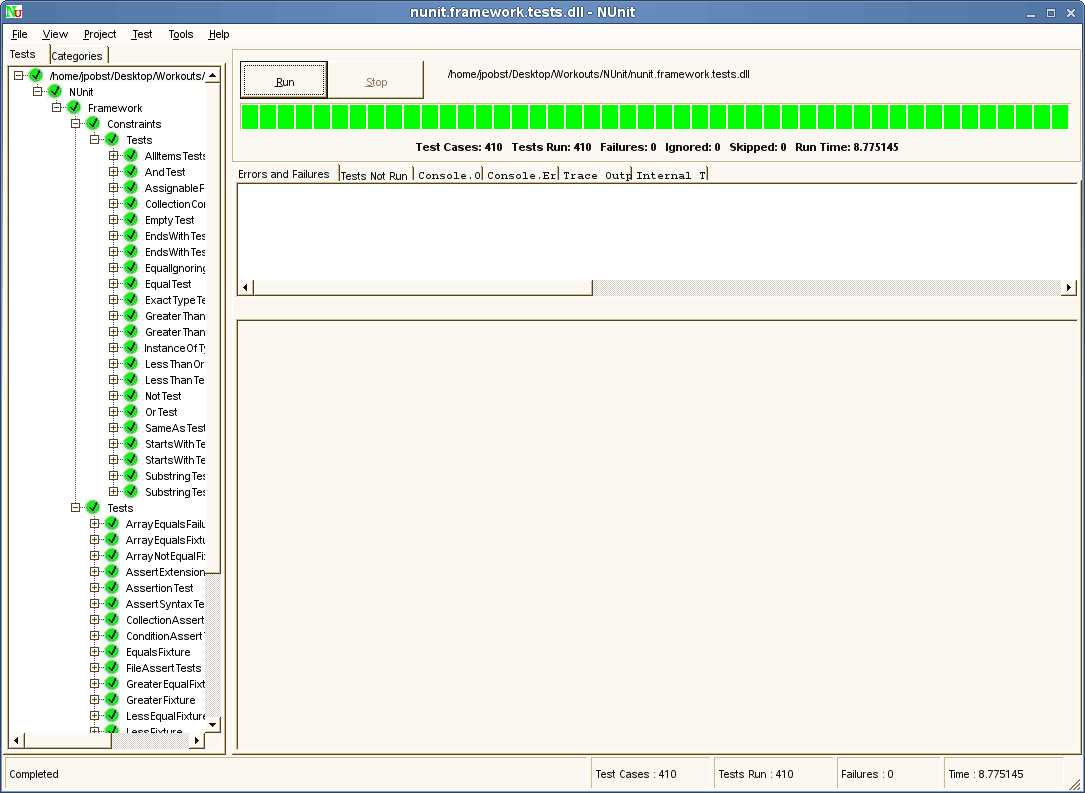 nunit.framework.tests.dll - NUnit
File View Project Test Tools Help
Tests Categories
/home/jpobst/Desktop/Workouts/
NUnit
Framework
Constraints
Tests
AllItemsTests
AndTest
AssignableF
CollectionCon
EmptyTest
EndsWithTes
EndsWithTes
EqualIgnoring
EqualTest
ExactTypeTe
GreaterThan
GreaterThan
InstanceOfTy
LessThanOr
LessThanTe
NotTest
OrTest
SameAsTest
StartsWithTe
StartsWithTe
SubstringTes
SubstringTes
Tests
ArrayEqualsFailu
ArrayEqualsFixtu
ArrayNotEqualFix
AssertExtension
AssertionTest
AssertSyntaxTe
CollectionAssert
ConditionAssertT
EqualsFixture
FileAssertTests
GreaterEqualFixt
GreaterFixture
LessEqualFixture
LessFixture
Run Stop /home/jpobst/Desktop/Workouts/NUnit/nunit.framework.tests.dll
Test Cases: 410 Tests Run: 410 Failures: 0 Ignored: 0 Skipped: 0 Run Time: 8.775145
Errors and Failures Tests Not Run Console.O Console.Er Trace Outp Internal T
Completed Test Cases : 410 Tests Run : 410 Failures : 0 Time : 8.775145